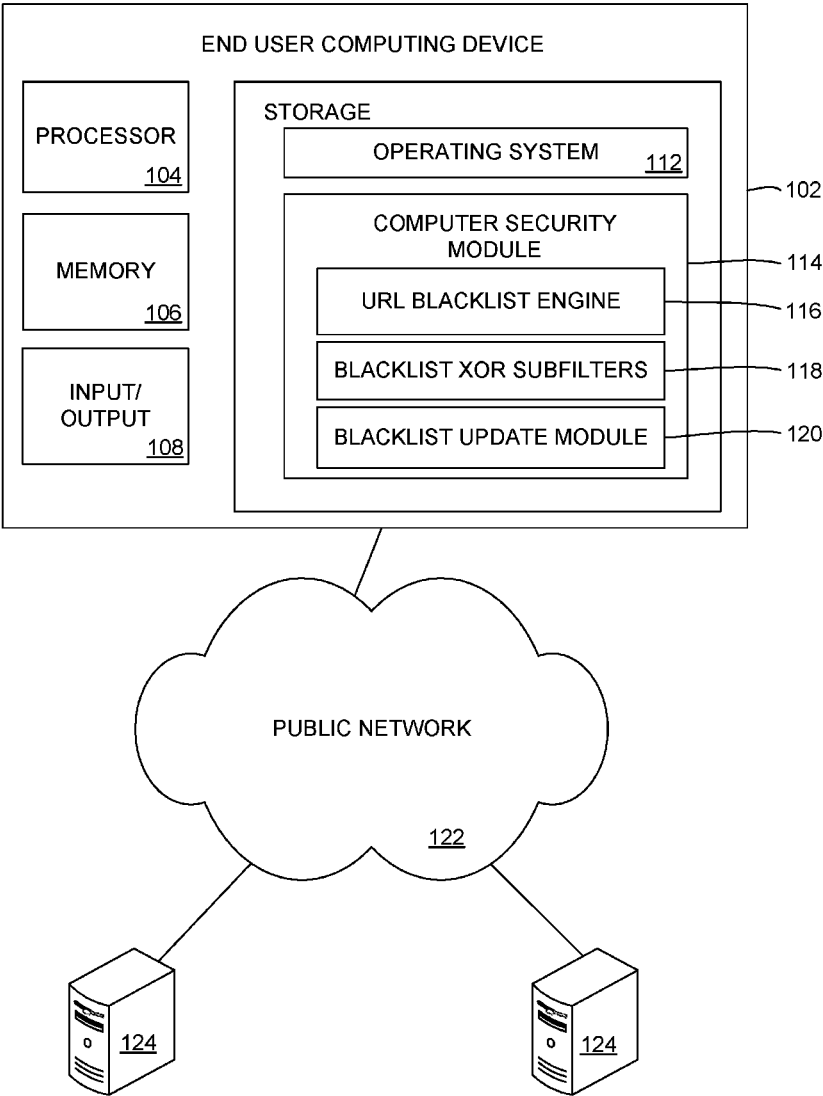 END USER COMPUTING DEVICE
PROCESSOR
104
MEMORY
106
INPUT/
OUTPUT
108
STORAGE
OPERATING SYSTEM
112
COMPUTER SECURITY
MODULE
URL BLACKLIST ENGINE
BLACKLIST XOR SUBFILTERS
BLACKLIST UPDATE MODULE
102
114
116
118
120
PUBLIC NETWORK
122
124
124